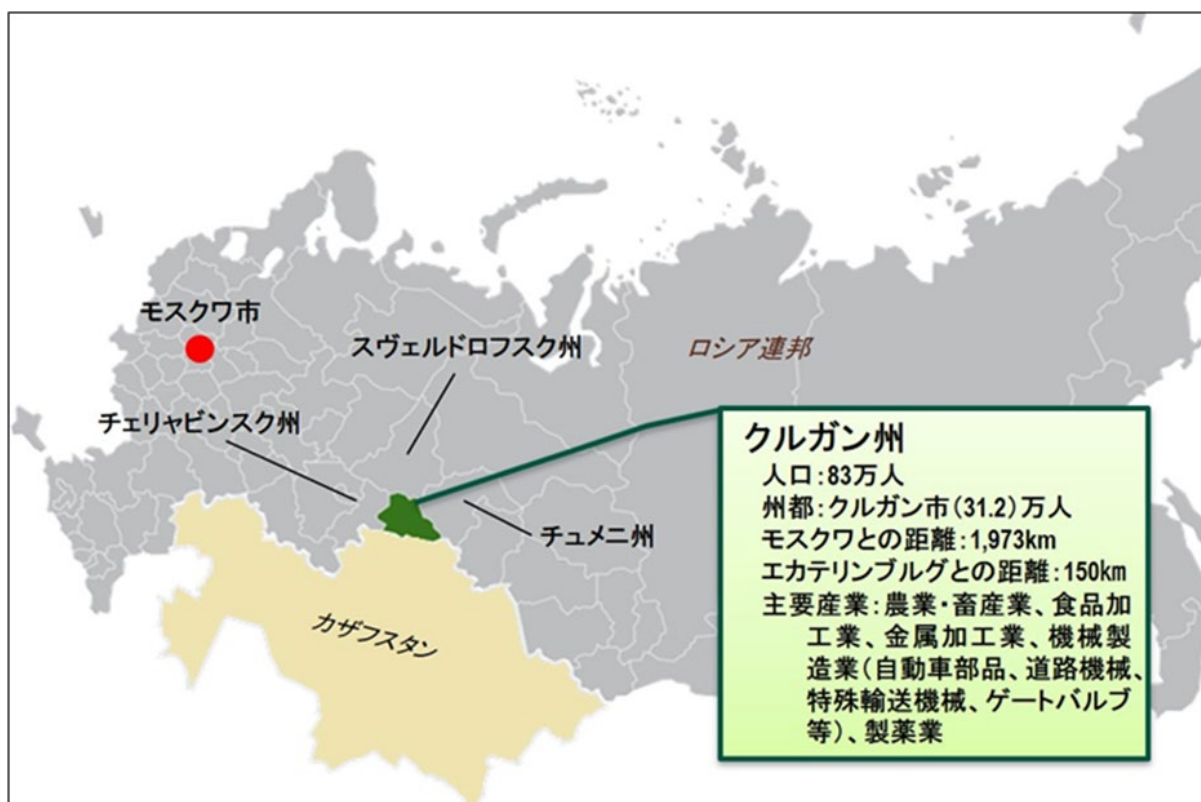 モスクワ市
スヴェルドロフスク州
ロシア連邦
チェリャビンスク州
チュメニ州
カザフスタン
クルガン州
人口：83万人
州都：クルガン市（31.2）万人
モスクワとの距離：1,973km
エカテリンブルグとの距離：150km
主要産業：農業・畜産業、食品加
工業、金属加工業、機械製
造業（自動車部品、道路機械、
特殊輸送機械、ゲートバルブ
等）、製薬業